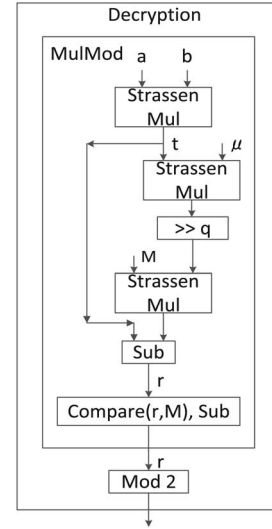 Decryption
MulMod
a b
Strassen
Mul
t
μ
Strassen
Mul
>> q
M
Strassen
Mul
Sub
r
Compare(r,M), Sub
r
Mod 2